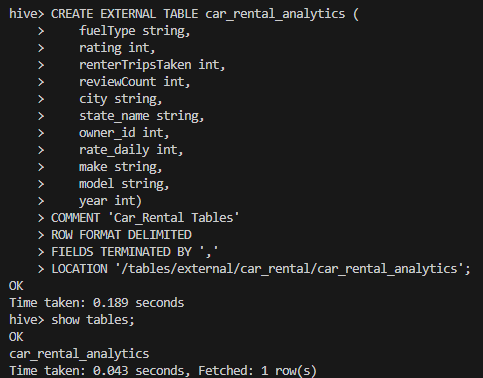 hive> CREATE EXTERNAL TABLE car_rental_analytics (
    >     fuelType string,
    >     rating int,
    >     renterTripsTaken int,
    >     reviewCount int,
    >     city string,
    >     state_name string,
    >     owner_id int,
    >     rate_daily int,
    >     make string,
    >     model string,
    >     year int)
    > COMMENT 'Car_Rental Tables'
    > ROW FORMAT DELIMITED
    > FIELDS TERMINATED BY ','
    > LOCATION '/tables/external/car_rental/car_rental_analytics';
OK
Time taken: 0.189 seconds
hive> show tables;
OK
car_rental_analytics
Time taken: 0.043 seconds, Fetched: 1 row(s)